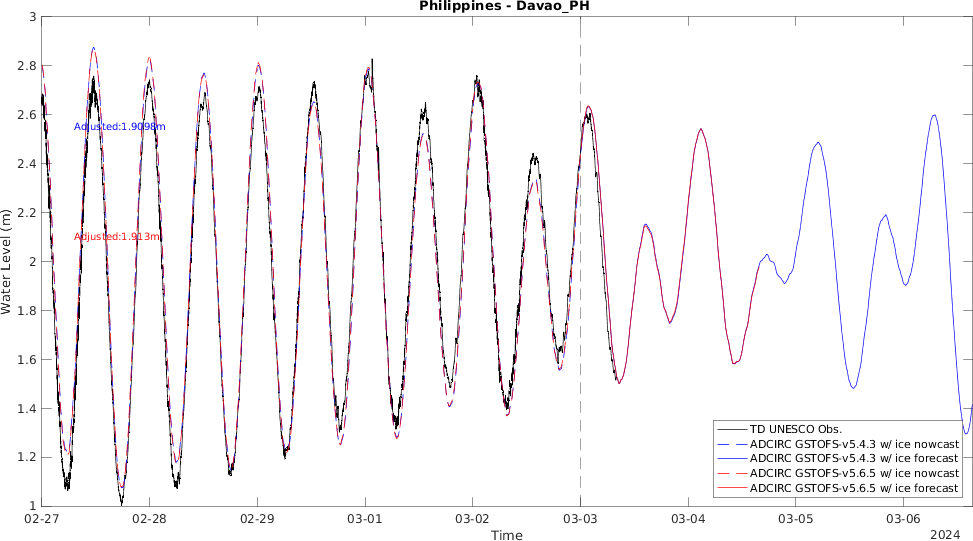 Philippines - Davao_PH
Water Level (m)
3
2.8
2.6
2.4
2.2
2
1.8
1.6
1.4
1.2
1
Adjusted:1.9098m
Adjusted:1.913m
TD UNESCO Obs.
ADCIRC GSTOFS-v5.4.3 w/ ice nowcast
ADCIRC GSTOFS-v5.4.3 w/ ice forecast
ADCIRC GSTOFS-v5.6.5 w/ ice nowcast
ADCIRC GSTOFS-v5.6.5 w/ ice forecast
02-27 02-28 02-29 03-01 03-02 03-03 03-04 03-05 03-06
2024
Time